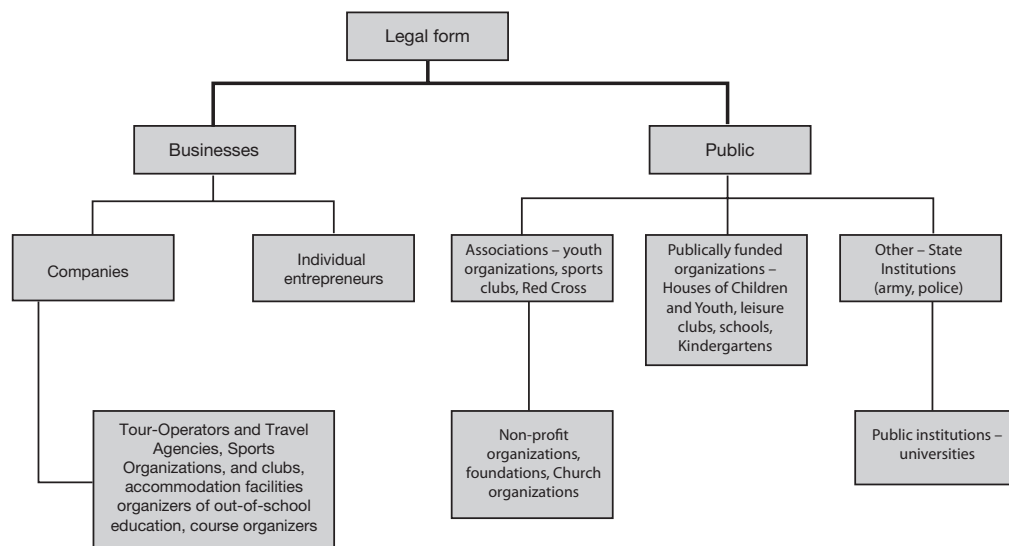 Legal form
Businesses
Public
Companies
Individual
entrepreneurs
Associations – youth
organizations, sports
clubs, Red Cross
Publically funded
organizations –
Houses of Children
and Youth, leisure
clubs, schools,
Kindergartens
Other – State
Institutions
(army, police)
Tour-Operators and Travel
Agencies, Sports
Organizations, and clubs,
accommodation facilities
organizers of out-of-school
education, course organizers
Non-profit
organizations,
foundations, Church
organizations
Public institutions –
universities